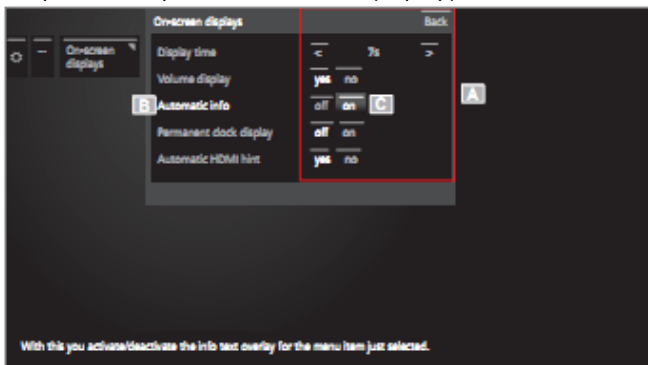 On-screen displays Back
On-screen displays
Display time < 7s >
Volume display yes no
B Automatic info off on C A
Permanent clock display off on
Automatic HDMI hint yes no
With this you activate/deactivate the info text overlay for the menu item just selected.